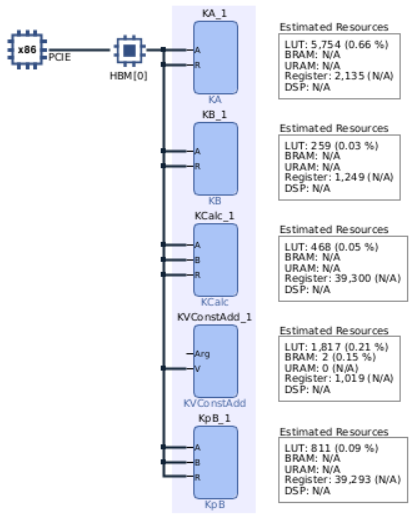 x86
PCIE
HBM[0]
KA_1
A
R
KA
Estimated Resources
LUT: 5,754 (0.66 %)
BRAM: N/A
URAM: N/A
Register: 2,135 (N/A)
DSP: N/A
KB_1
A
R
KB
Estimated Resources
LUT: 259 (0.03 %)
BRAM: N/A
URAM: N/A
Register: 1,249 (N/A)
DSP: N/A
KCalc_1
A
B
R
KCalc
Estimated Resources
LUT: 468 (0.05 %)
BRAM: N/A
URAM: N/A
Register: 39,300 (N/A)
DSP: N/A
KVConstAdd_1
Arg
V
KVConstAdd
Estimated Resources
LUT: 1,817 (0.21 %)
BRAM: 2 (0.15 %)
URAM: 0 (N/A)
Register: 1,019 (N/A)
DSP: N/A
KpB_1
A
B
R
KpB
Estimated Resources
LUT: 811 (0.09 %)
BRAM: N/A
URAM: N/A
Register: 39,293 (N/A)
DSP: N/A